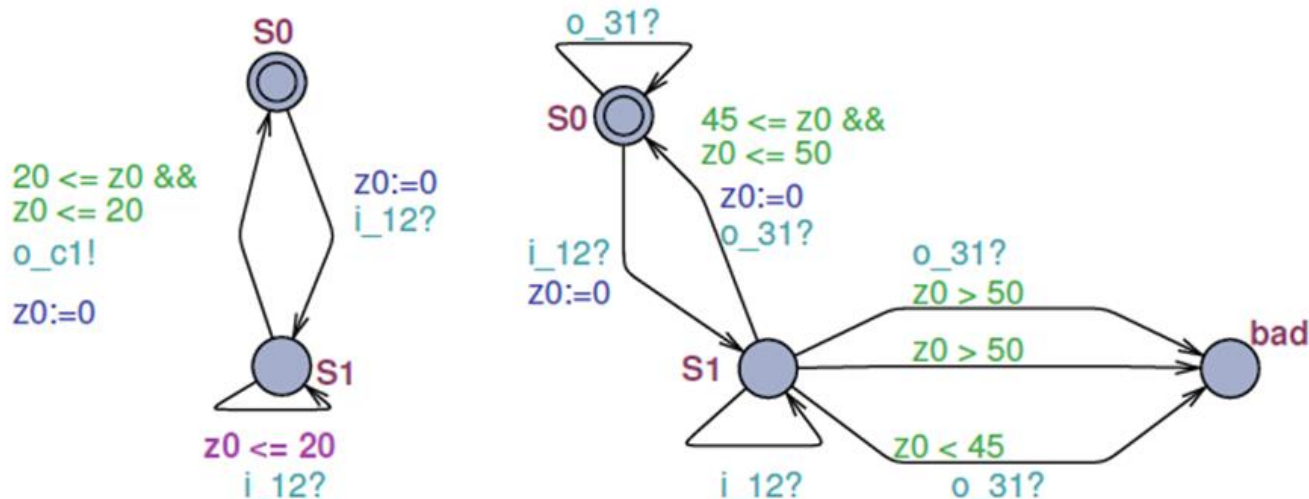 S0
20 <= z0 &&
z0 <= 20
o_c1!
z0:=0
z0:=0
i_12?
S1
z0 <= 20
i_12?
o_31?
S0
45 <= z0 &&
z0 <= 50
z0:=0
o_31?
i_12?
z0:=0
S1
i_12?
o_31?
z0 > 50
z0 > 50
z0 < 45
o_31?
bad